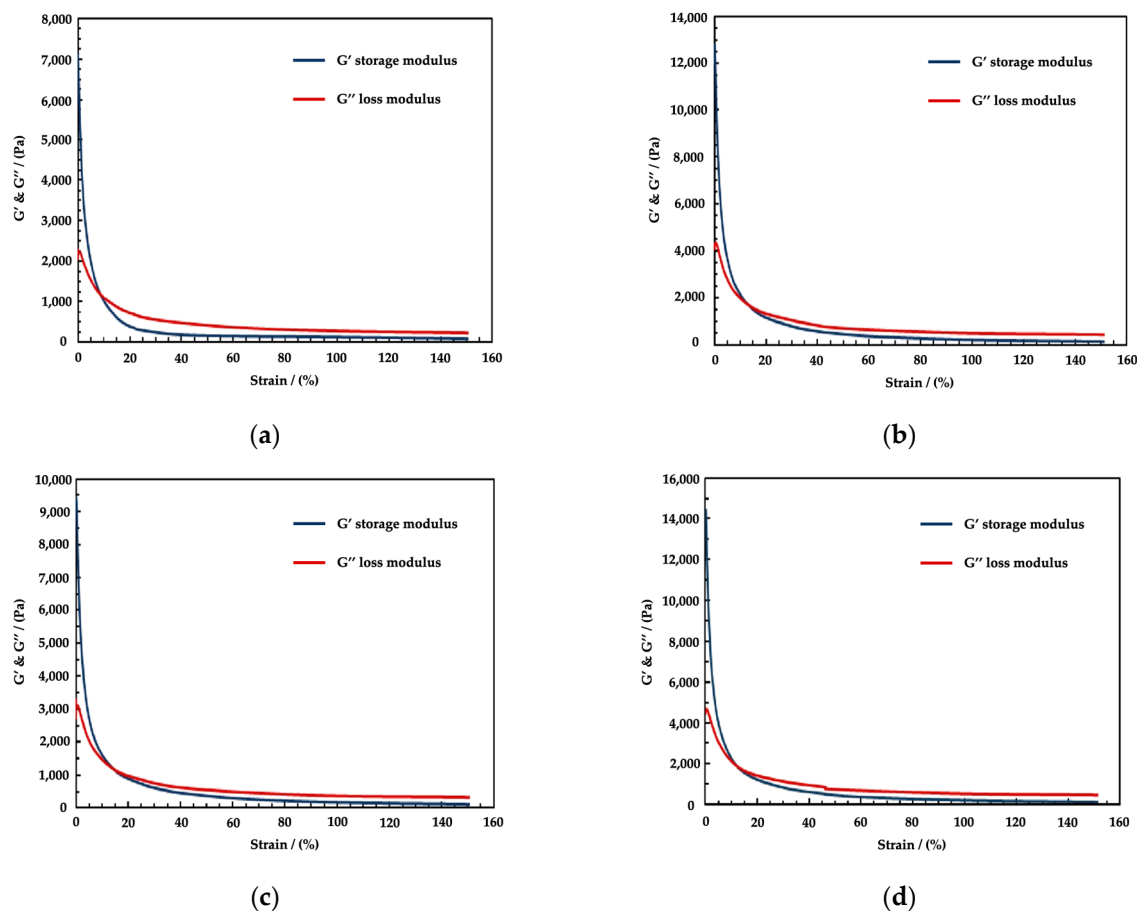 8,000
7,000
6,000
5,000
4,000
3,000
2,000
1,000
0
G′ & G″ / (Pa)
G′ storage modulus
G″ loss modulus
0 20 40 60 80 100 120 140 160
Strain / (%)
(a)
14,000
12,000
10,000
8,000
6,000
4,000
2,000
0
G′ & G″ / (Pa)
G′ storage modulus
G″ loss modulus
0 20 40 60 80 100 120 140 160
Strain / (%)
(b)
10,000
9,000
8,000
7,000
6,000
5,000
4,000
3,000
2,000
1,000
0
G′ & G″ / (Pa)
G′ storage modulus
G″ loss modulus
0 20 40 60 80 100 120 140 160
Strain / (%)
(c)
16,000
14,000
12,000
10,000
8,000
6,000
4,000
2,000
0
G′ & G″ / (Pa)
G′ storage modulus
G″ loss modulus
0 20 40 60 80 100 120 140 160
Strain / (%)
(d)